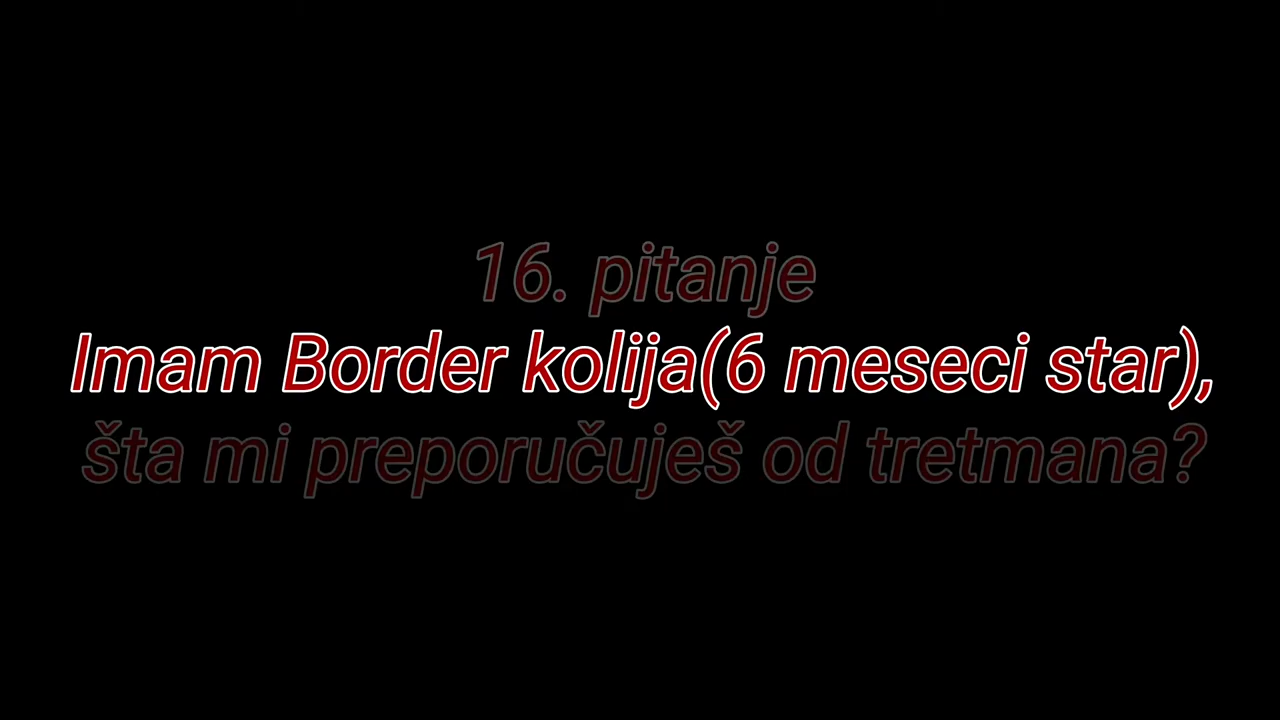 16. pitanje
Imam Border kolija(6 meseci star),
šta mi preporučuješ od tretmana?